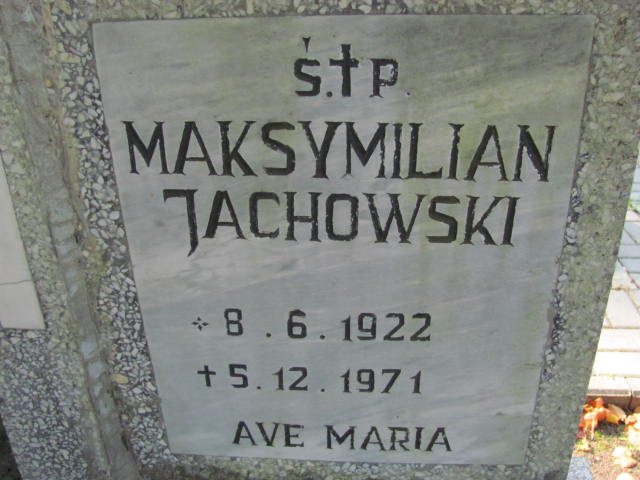 Ś.†P.
MAKSYMILIAN
JACHOWSKI
* 8.6.1922
† 5.12.1971
AVE MARIA